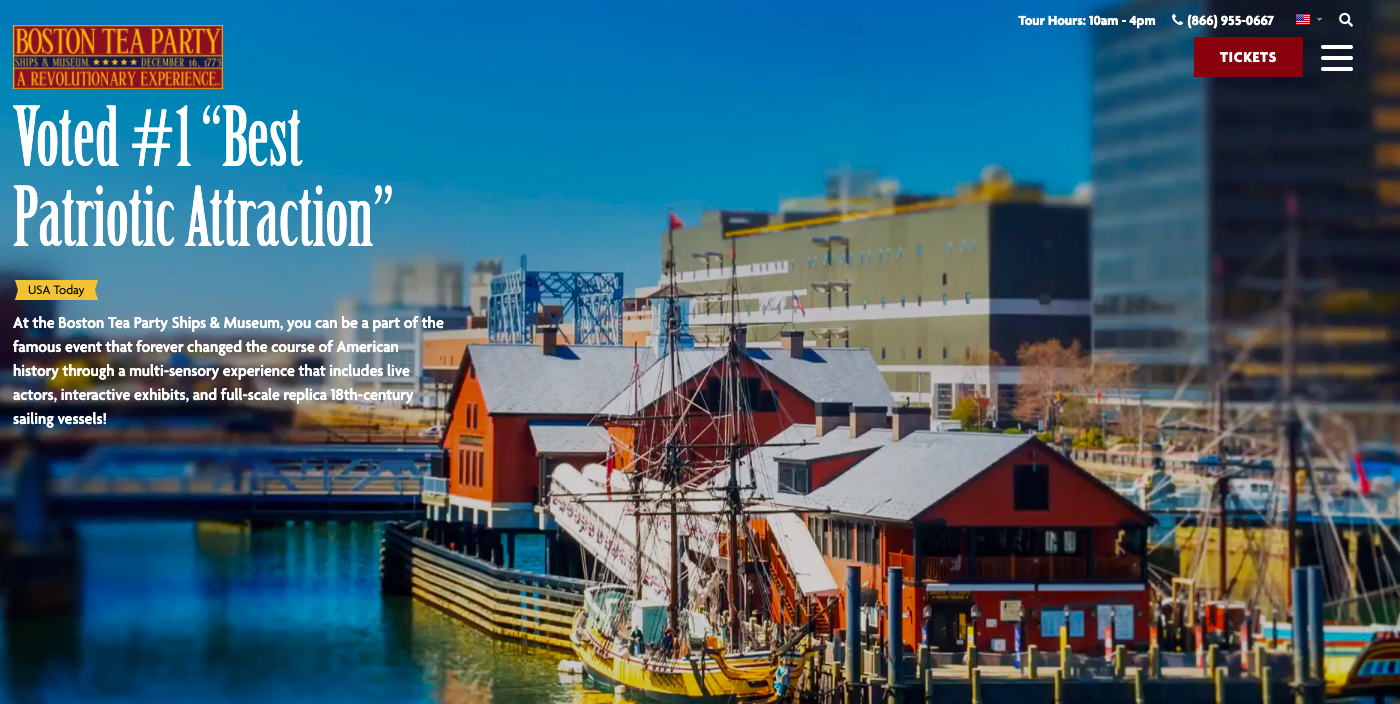 Tour Hours: 10am - 4pm (866) 955-0667
BOSTON TEA PARTY
SHIPS & MUSEUM ★★★★★ DECEMBER 16, 1773
A REVOLUTIONARY EXPERIENCE
TICKETS
Voted #1 “Best
Patriotic Attraction”
USA Today
At the Boston Tea Party Ships & Museum, you can be a part of the
famous event that forever changed the course of American
history through a multi-sensory experience that includes live
actors, interactive exhibits, and full-scale replica 18th-century
sailing vessels!